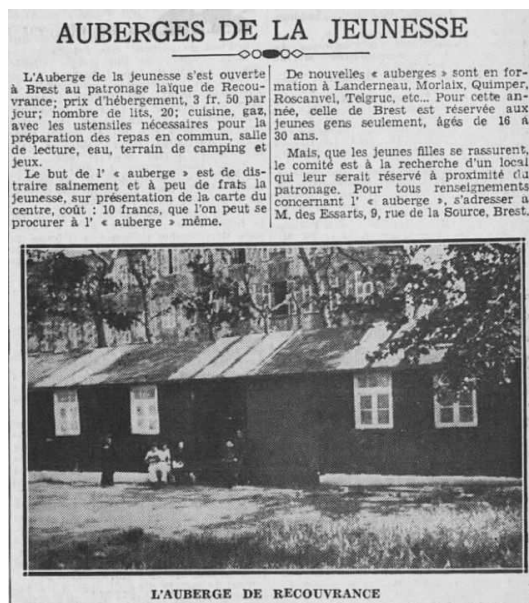 AUBERGES DE LA JEUNESSE
L'Auberge de la jeunesse s'est ouverte
à Brest au patronage laïque de Recou-
vrance; prix d'hébergement, 3 fr. 50 par
jour; nombre de lits, 20; cuisine, gaz,
avec les ustensiles nécessaires pour la
préparation des repas en commun, salle
de lecture, eau, terrain de camping et
jeux.
Le but de l' « auberge » est de dis-
traire sainement et à peu de frais la
jeunesse, sur présentation de la carte du
centre, coût : 10 francs, que l'on peut se
procurer à l' « auberge » même.
De nouvelles « auberges » sont en for-
mation à Landerneau, Morlaix, Quimper,
Roscanvel, Telgruc, etc... Pour cette an-
née, celle de Brest est réservée aux
jeunes gens seulement, âgés de 16 à
30 ans.
Mais, que les jeunes filles se rassurent,
le comité est à la recherche d'un local
qui leur serait réservé à proximité du
patronage. Pour tous renseignements
concernant l' « auberge », s'adresser à
M. des Essarts, 9, rue de la Source, Brest.
L'AUBERGE DE RECOUVRANCE